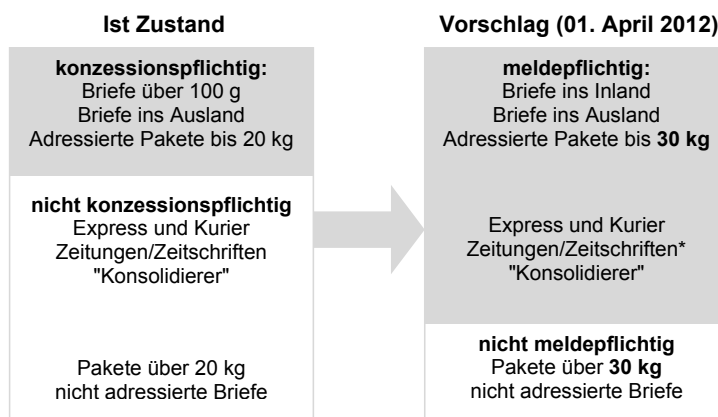 Ist Zustand
konzessionspflichtig:
Briefe über 100 g
Briefe ins Ausland
Adressierte Pakete bis 20 kg
nicht konzessionspflichtig
Express und Kurier
Zeitungen/Zeitschriften
"Konsolidierer"
Pakete über 20 kg
nicht adressierte Briefe
Vorschlag (01. April 2012)
meldepflichtig:
Briefe ins Inland
Briefe ins Ausland
Adressierte Pakete bis 30 kg
Express und Kurier
Zeitungen/Zeitschriften*
"Konsolidierer"
nicht meldepflichtig
Pakete über 30 kg
nicht adressierte Briefe